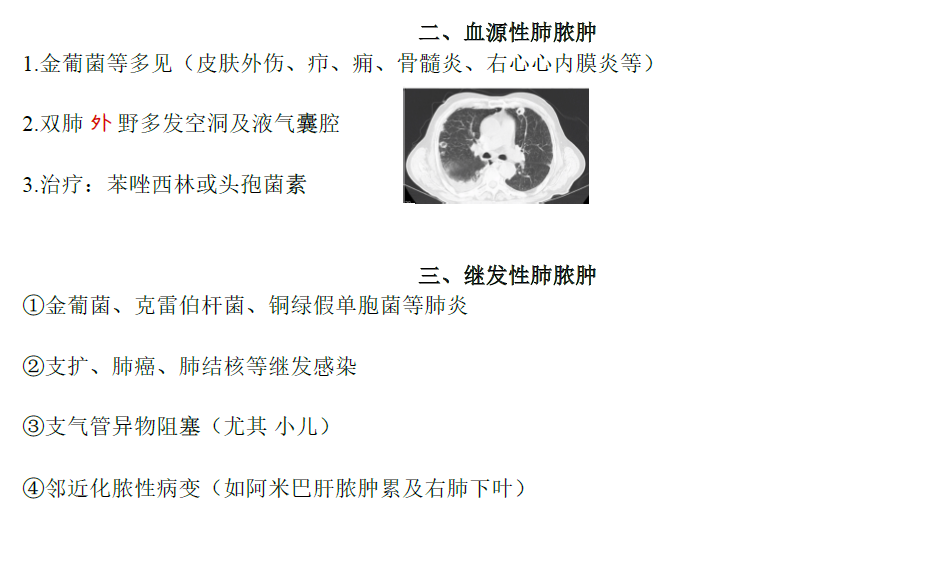 二、血源性肺脓肿
1.金葡菌等多见（皮肤外伤、疖、痈、骨髓炎、右心心内膜炎等）
2.双肺 外 野多发空洞及液气囊腔
3.治疗：苯唑西林或头孢菌素
三、继发性肺脓肿
①金葡菌、克雷伯杆菌、铜绿假单胞菌等肺炎
②支扩、肺癌、肺结核等继发感染
③支气管异物阻塞（尤其 小儿）
④邻近化脓性病变（如阿米巴肝脓肿累及右肺下叶）